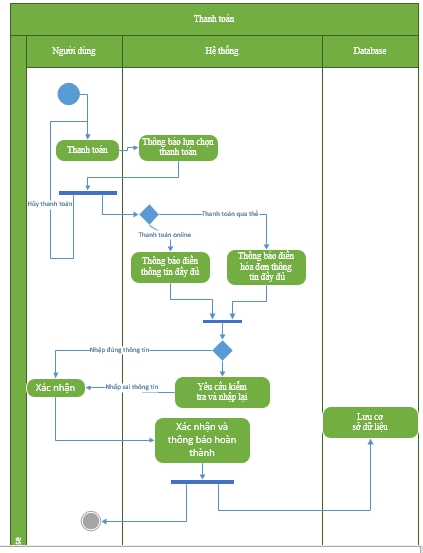 Thanh toán
Người dùng
Hệ thống
Database
Thanh toán
Thông báo lựa chọn
thanh toán
Hủy thanh toán
Thanh toán qua thẻ
Thanh toán online
Thông báo điền
thông tin đầy đủ
Thông báo điền
hóa đơn thông
tin đầy đủ
Nhập đúng thông tin
Xác nhận
Nhập sai thông tin
Yêu cầu kiểm
tra và nhập lại
Lưu cơ
sở dữ liệu
Xác nhận và
thông báo hoàn
thành
se